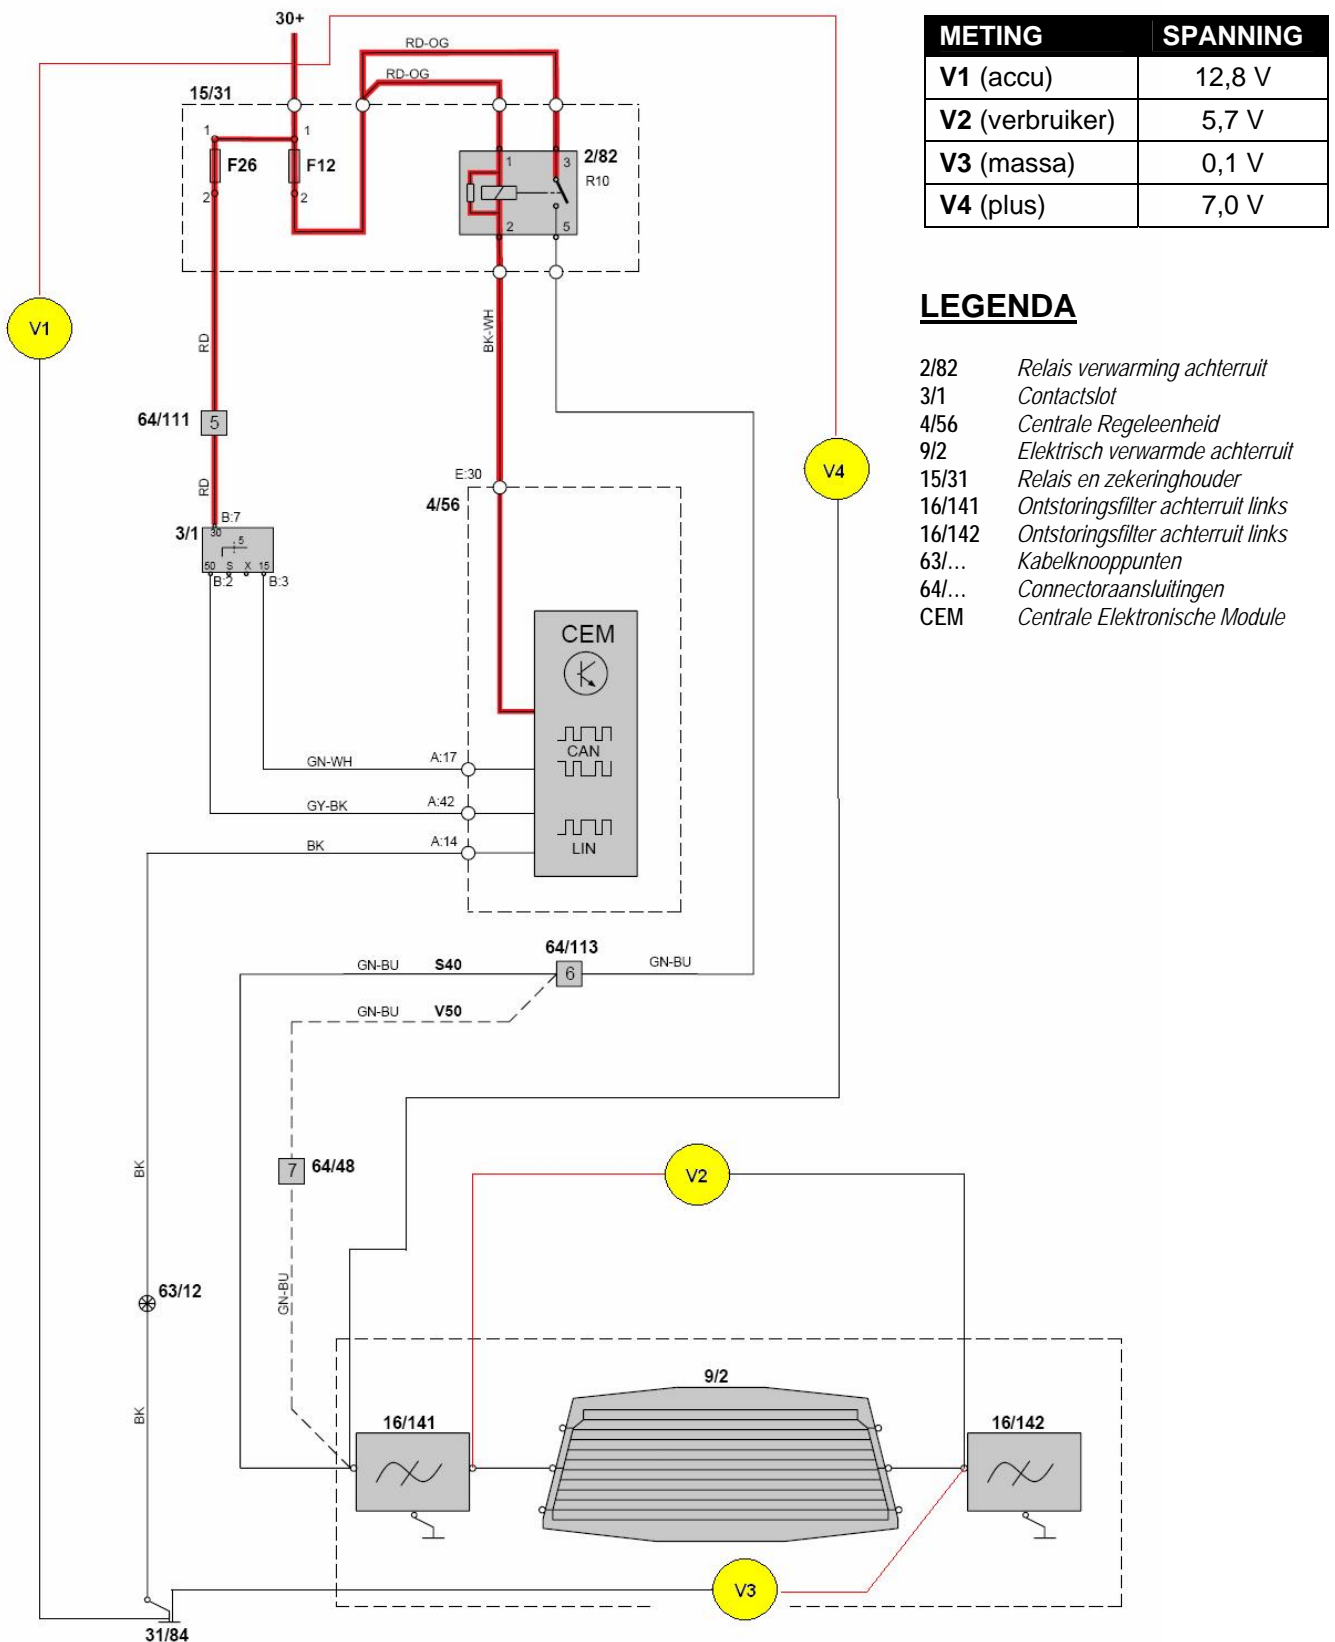 30+
RD-OG
RD-OG
15/31
1
1
F26
F12
2
2
1
3
2/82
R10
2
5
METING SPANNING
V1 (accu) 12,8 V
V2 (verbruiker) 5,7 V
V3 (massa) 0,1 V
V4 (plus) 7,0 V
V1
RD
BK-WH
LEGENDA
2/82 Relais verwarming achterruit
3/1 Contactslot
4/56 Centrale Regeleenheid
9/2 Elektrisch verwarmde achterruit
15/31 Relais en zekeringhouder
16/141 Ontstoringsfilter achterruit links
16/142 Ontstoringsfilter achterruit links
63/... Kabelknooppunten
64/... Connectoraansluitingen
CEM Centrale Elektronische Module
64/111
5
V4
RD
E:30
4/56
B:7
3/1
30
.5
50 S X 15
B:2
B:3
CEM
CAN
LIN
GN-WH
A:17
GY-BK
A:42
BK
A:14
64/113
GN-BU S40
6
GN-BU
GN-BU V50
BK
7
64/48
V2
GN-BU
63/12
BK
9/2
16/141
16/142
V3
31/84